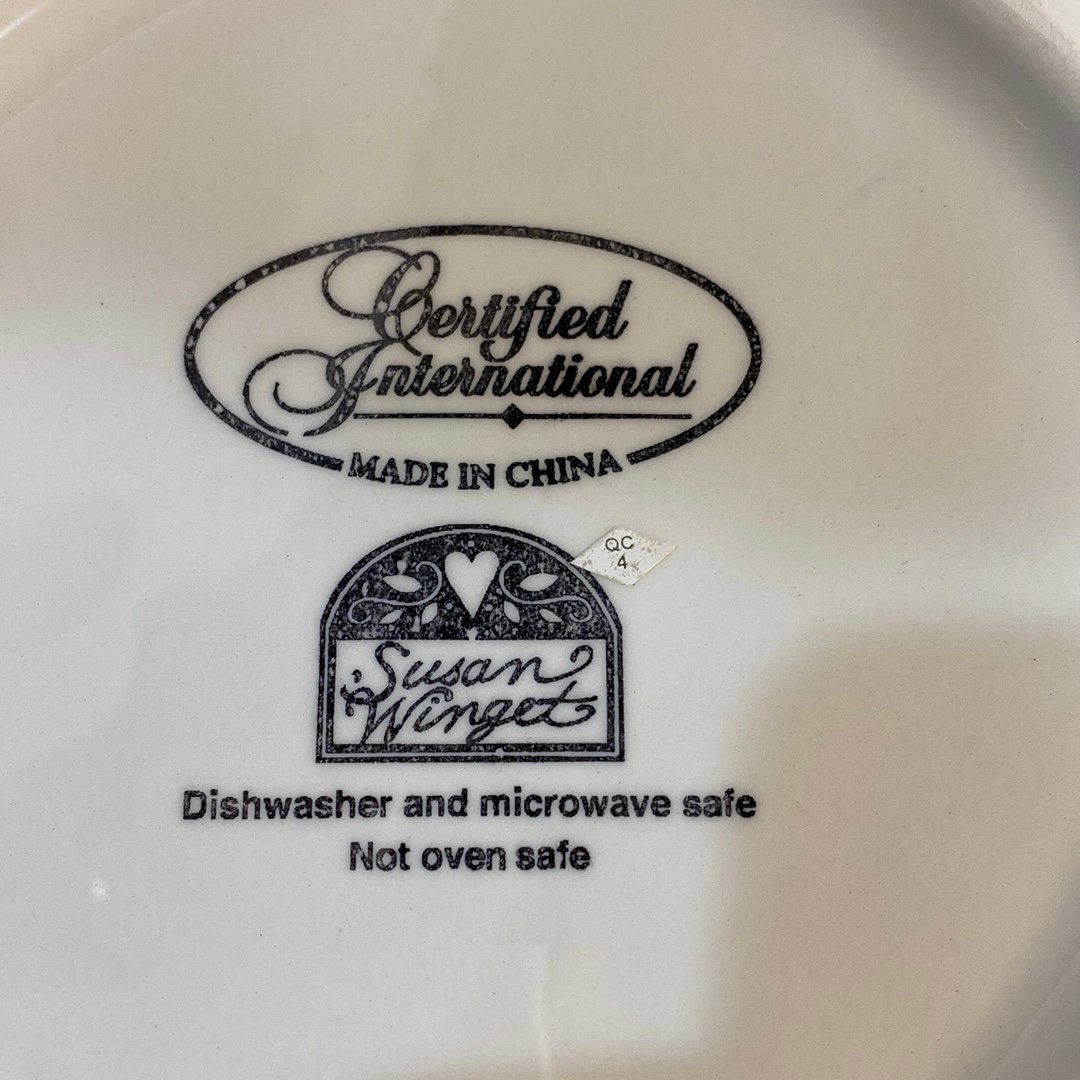 Certified
International
MADE IN CHINA
QC
4
Susan
Winget
Dishwasher and microwave safe
Not oven safe